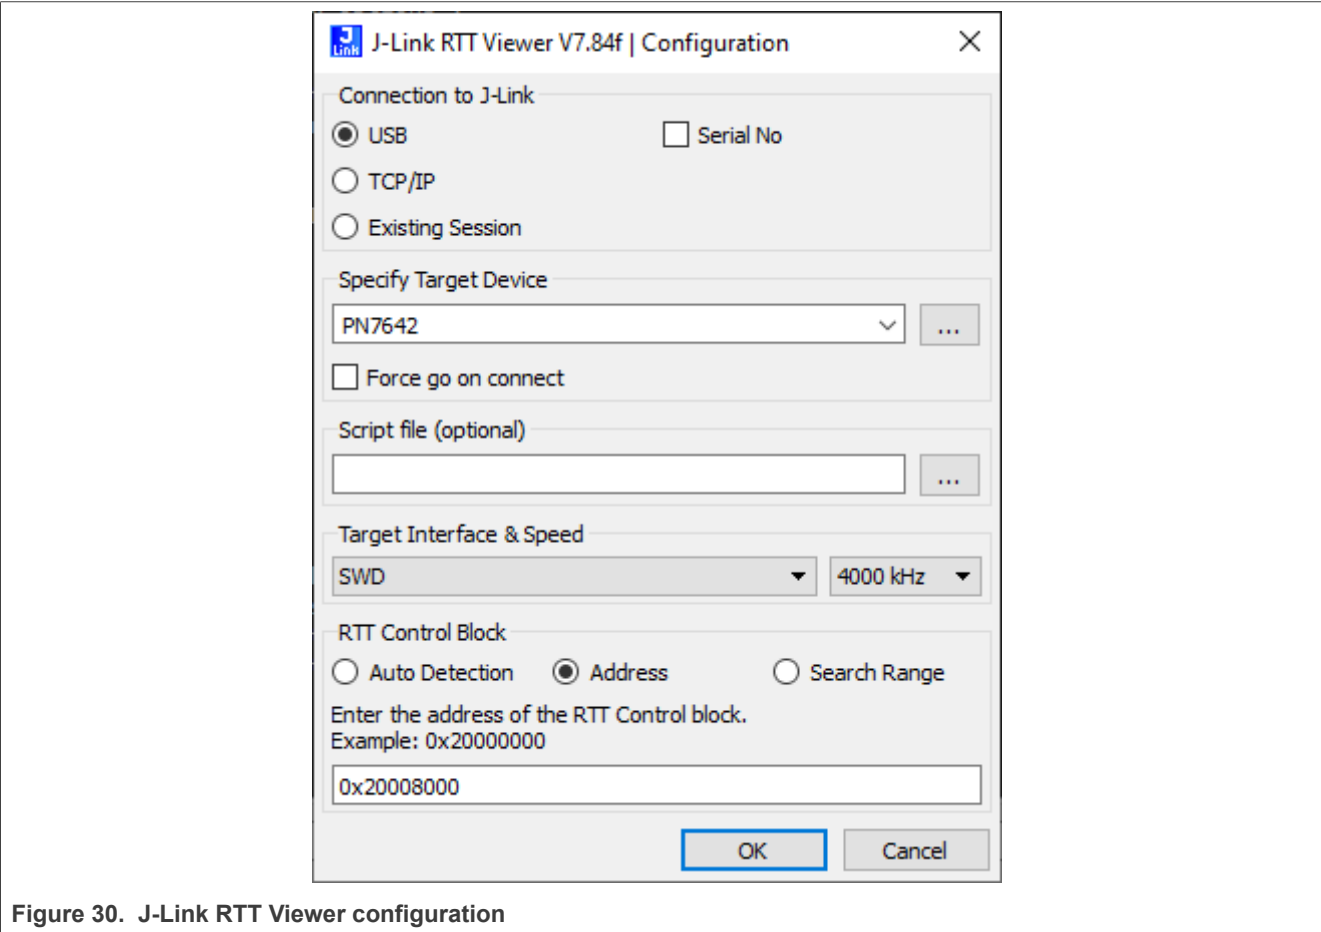 J-Link
J-Link RTT Viewer V7.84f | Configuration
Connection to J-Link
USB Serial No
TCP/IP
Existing Session
Specify Target Device
PN7642 ...
Force go on connect
Script file (optional)
...
Target Interface & Speed
SWD 4000 kHz
RTT Control Block
Auto Detection Address Search Range
Enter the address of the RTT Control block.
Example: 0x20000000
0x20008000
OK Cancel
Figure 30. J-Link RTT Viewer configuration